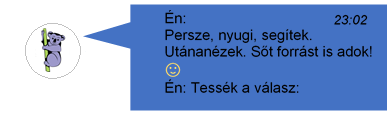 Én: 23:02
Persze, nyugi, segítek.
Utánanézek. Sőt forrást is adok!
Én: Tessék a válasz: